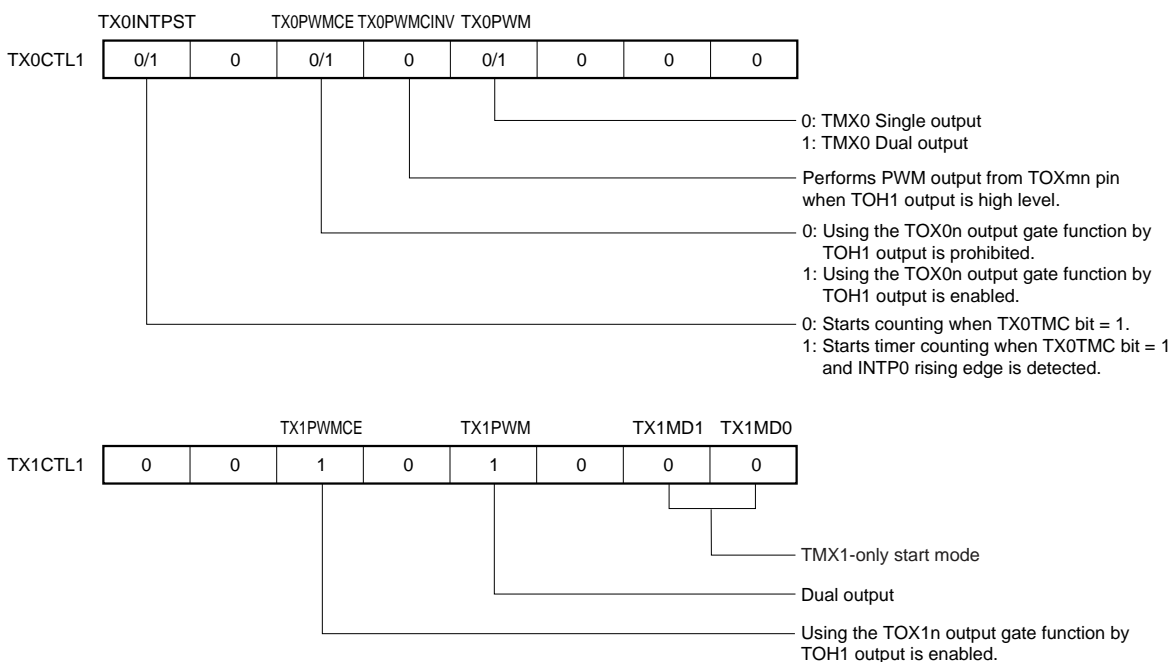 TX0INTPST TX0PWMCE TX0PWMCINV TX0PWM
TX0CTL1 0/1 0 0/1 0 0/1 0 0 0
0: TMX0 Single output
1: TMX0 Dual output
Performs PWM output from TOXmn pin
when TOH1 output is high level.
0: Using the TOX0n output gate function by
TOH1 output is prohibited.
1: Using the TOX0n output gate function by
TOH1 output is enabled.
0: Starts counting when TX0TMC bit = 1.
1: Starts timer counting when TX0TMC bit = 1
and INTP0 rising edge is detected.
TX1PWMCE TX1PWM TX1MD1 TX1MD0
TX1CTL1 0 0 1 0 1 0 0 0
TMX1-only start mode
Dual output
Using the TOX1n output gate function by
TOH1 output is enabled.